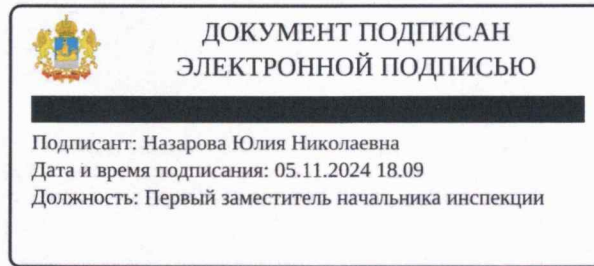 ДОКУМЕНТ ПОДПИСАН
ЭЛЕКТРОННОЙ ПОДПИСЬЮ
Подписант: Назарова Юлия Николаевна
Дата и время подписания: 05.11.2024 18.09
Должность: Первый заместитель начальника инспекции